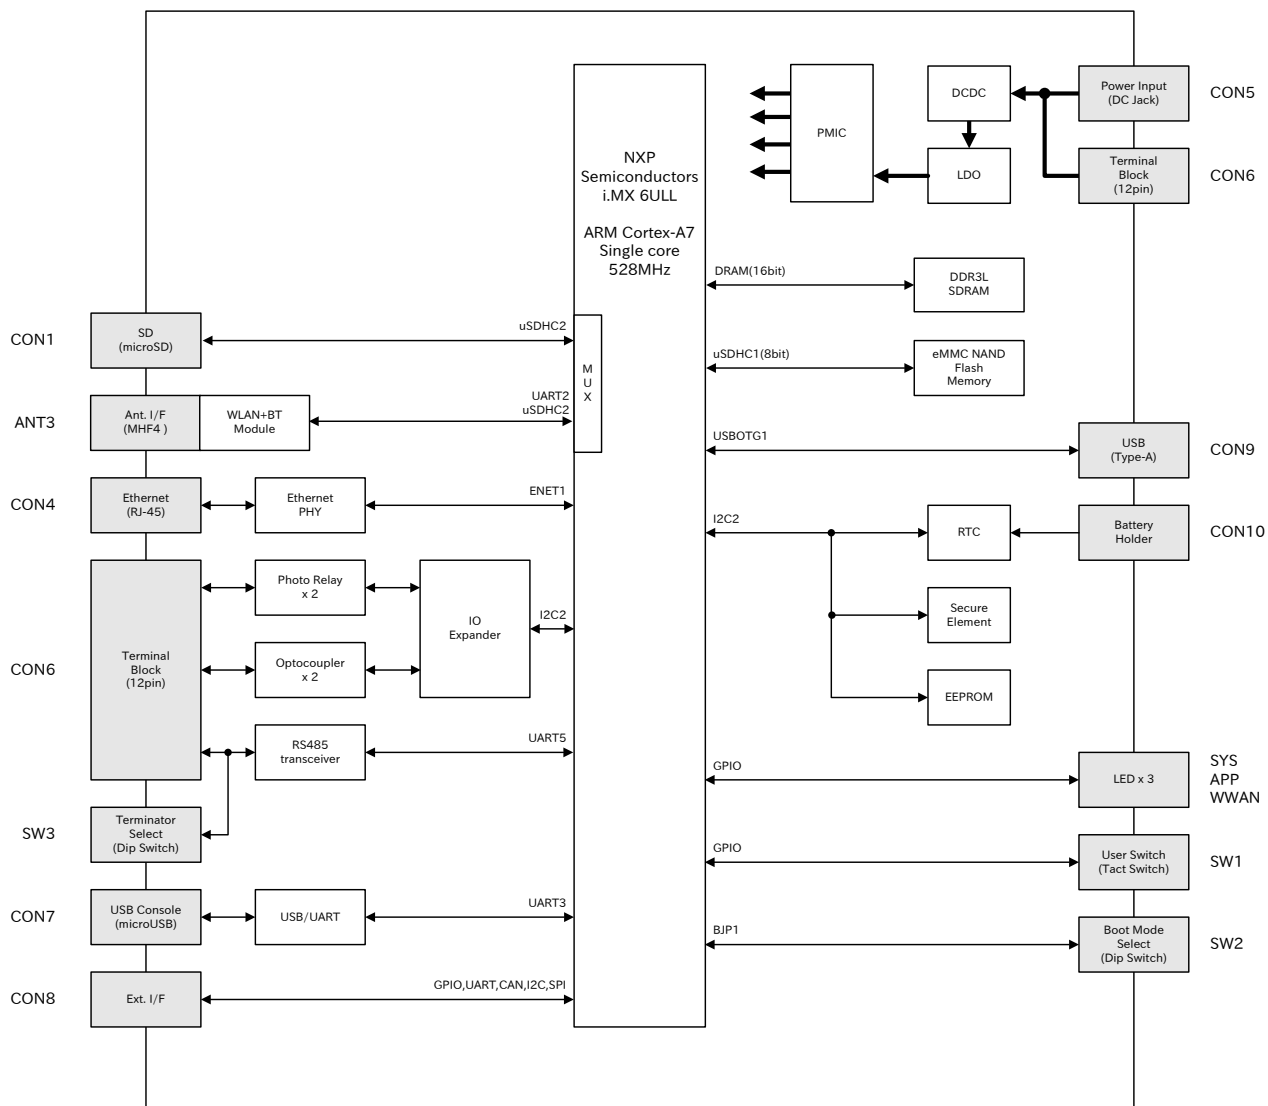 NXP
Semiconductors
i.MX 6ULL
ARM Cortex-A7
Single core
528MHz
M
U
X
CON1
SD
(microSD)
uSDHC2
ANT3
Ant. I/F
(MHF4 )
WLAN+BT
Module
UART2
uSDHC2
CON4
Ethernet
(RJ-45)
Ethernet
PHY
ENET1
CON6
Terminal
Block
(12pin)
Photo Relay
x 2
Optocoupler
x 2
IO
Expander
I2C2
RS485
transceiver
UART5
SW3
Terminator
Select
(Dip Switch)
CON7
USB Console
(microUSB)
USB/UART
UART3
CON8
Ext. I/F
GPIO,UART,CAN,I2C,SPI
PMIC
DCDC
LDO
Power Input
(DC Jack)
CON5
Terminal
Block
(12pin)
CON6
DRAM(16bit)
DDR3L
SDRAM
uSDHC1(8bit)
eMMC NAND
Flash
Memory
USBOTG1
USB
(Type-A)
CON9
I2C2
RTC
Battery
Holder
CON10
Secure
Element
EEPROM
GPIO
LED x 3
SYS
APP
WWAN
GPIO
User Switch
(Tact Switch)
SW1
BJP1
Boot Mode
Select
(Dip Switch)
SW2